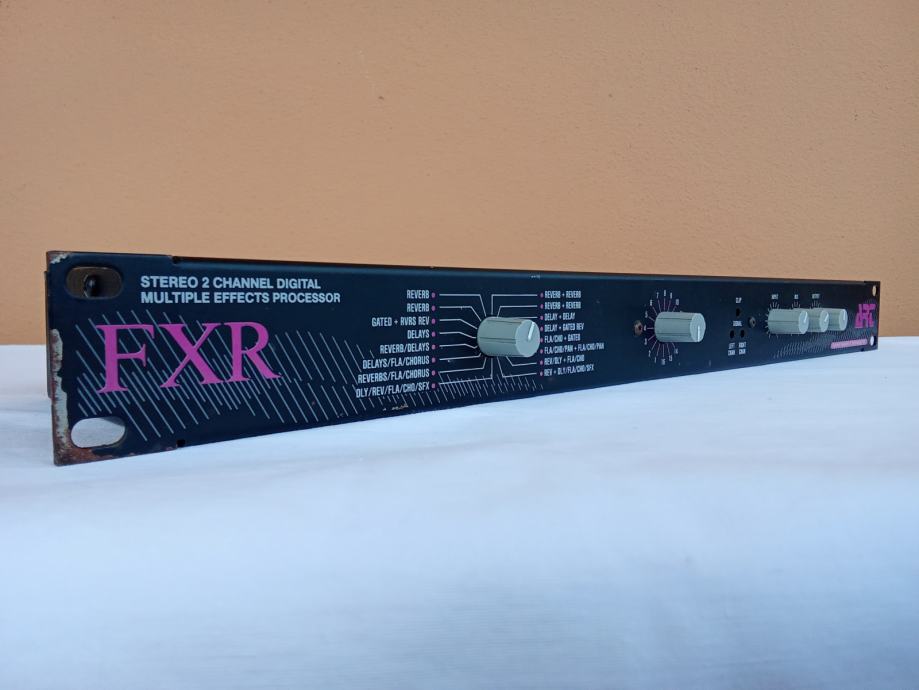 STEREO 2 CHANNEL DIGITAL
MULTIPLE EFFECTS PROCESSOR
FXR
REVERB
REVERB
GATED + RVRS REV
DELAYS
REVERB/DELAYS
DELAYS/FLA/CHORUS
REVERBS/FLA/CHORUS
DLY/REV/FLA/CHO/SFX
REVERB + REVERB
REVERB + REVERB
DELAY + DELAY
DELAY + GATED REV
FLA/CHO + GATED
FLA/CHO/PAN + FLA/CHO/PAN
REV/DLY + FLA/CHO
REV + DLY/FLA/CHO/SFX
CLIP
SIGNAL
LEFT RIGHT
CHAN CHAN
INPUT MIX OUTPUT
ART